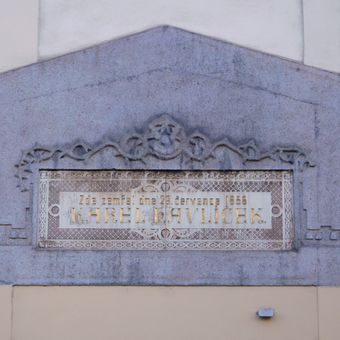 Zde zemřel dne 29. července 1856
KAREL HAVLÍČEK